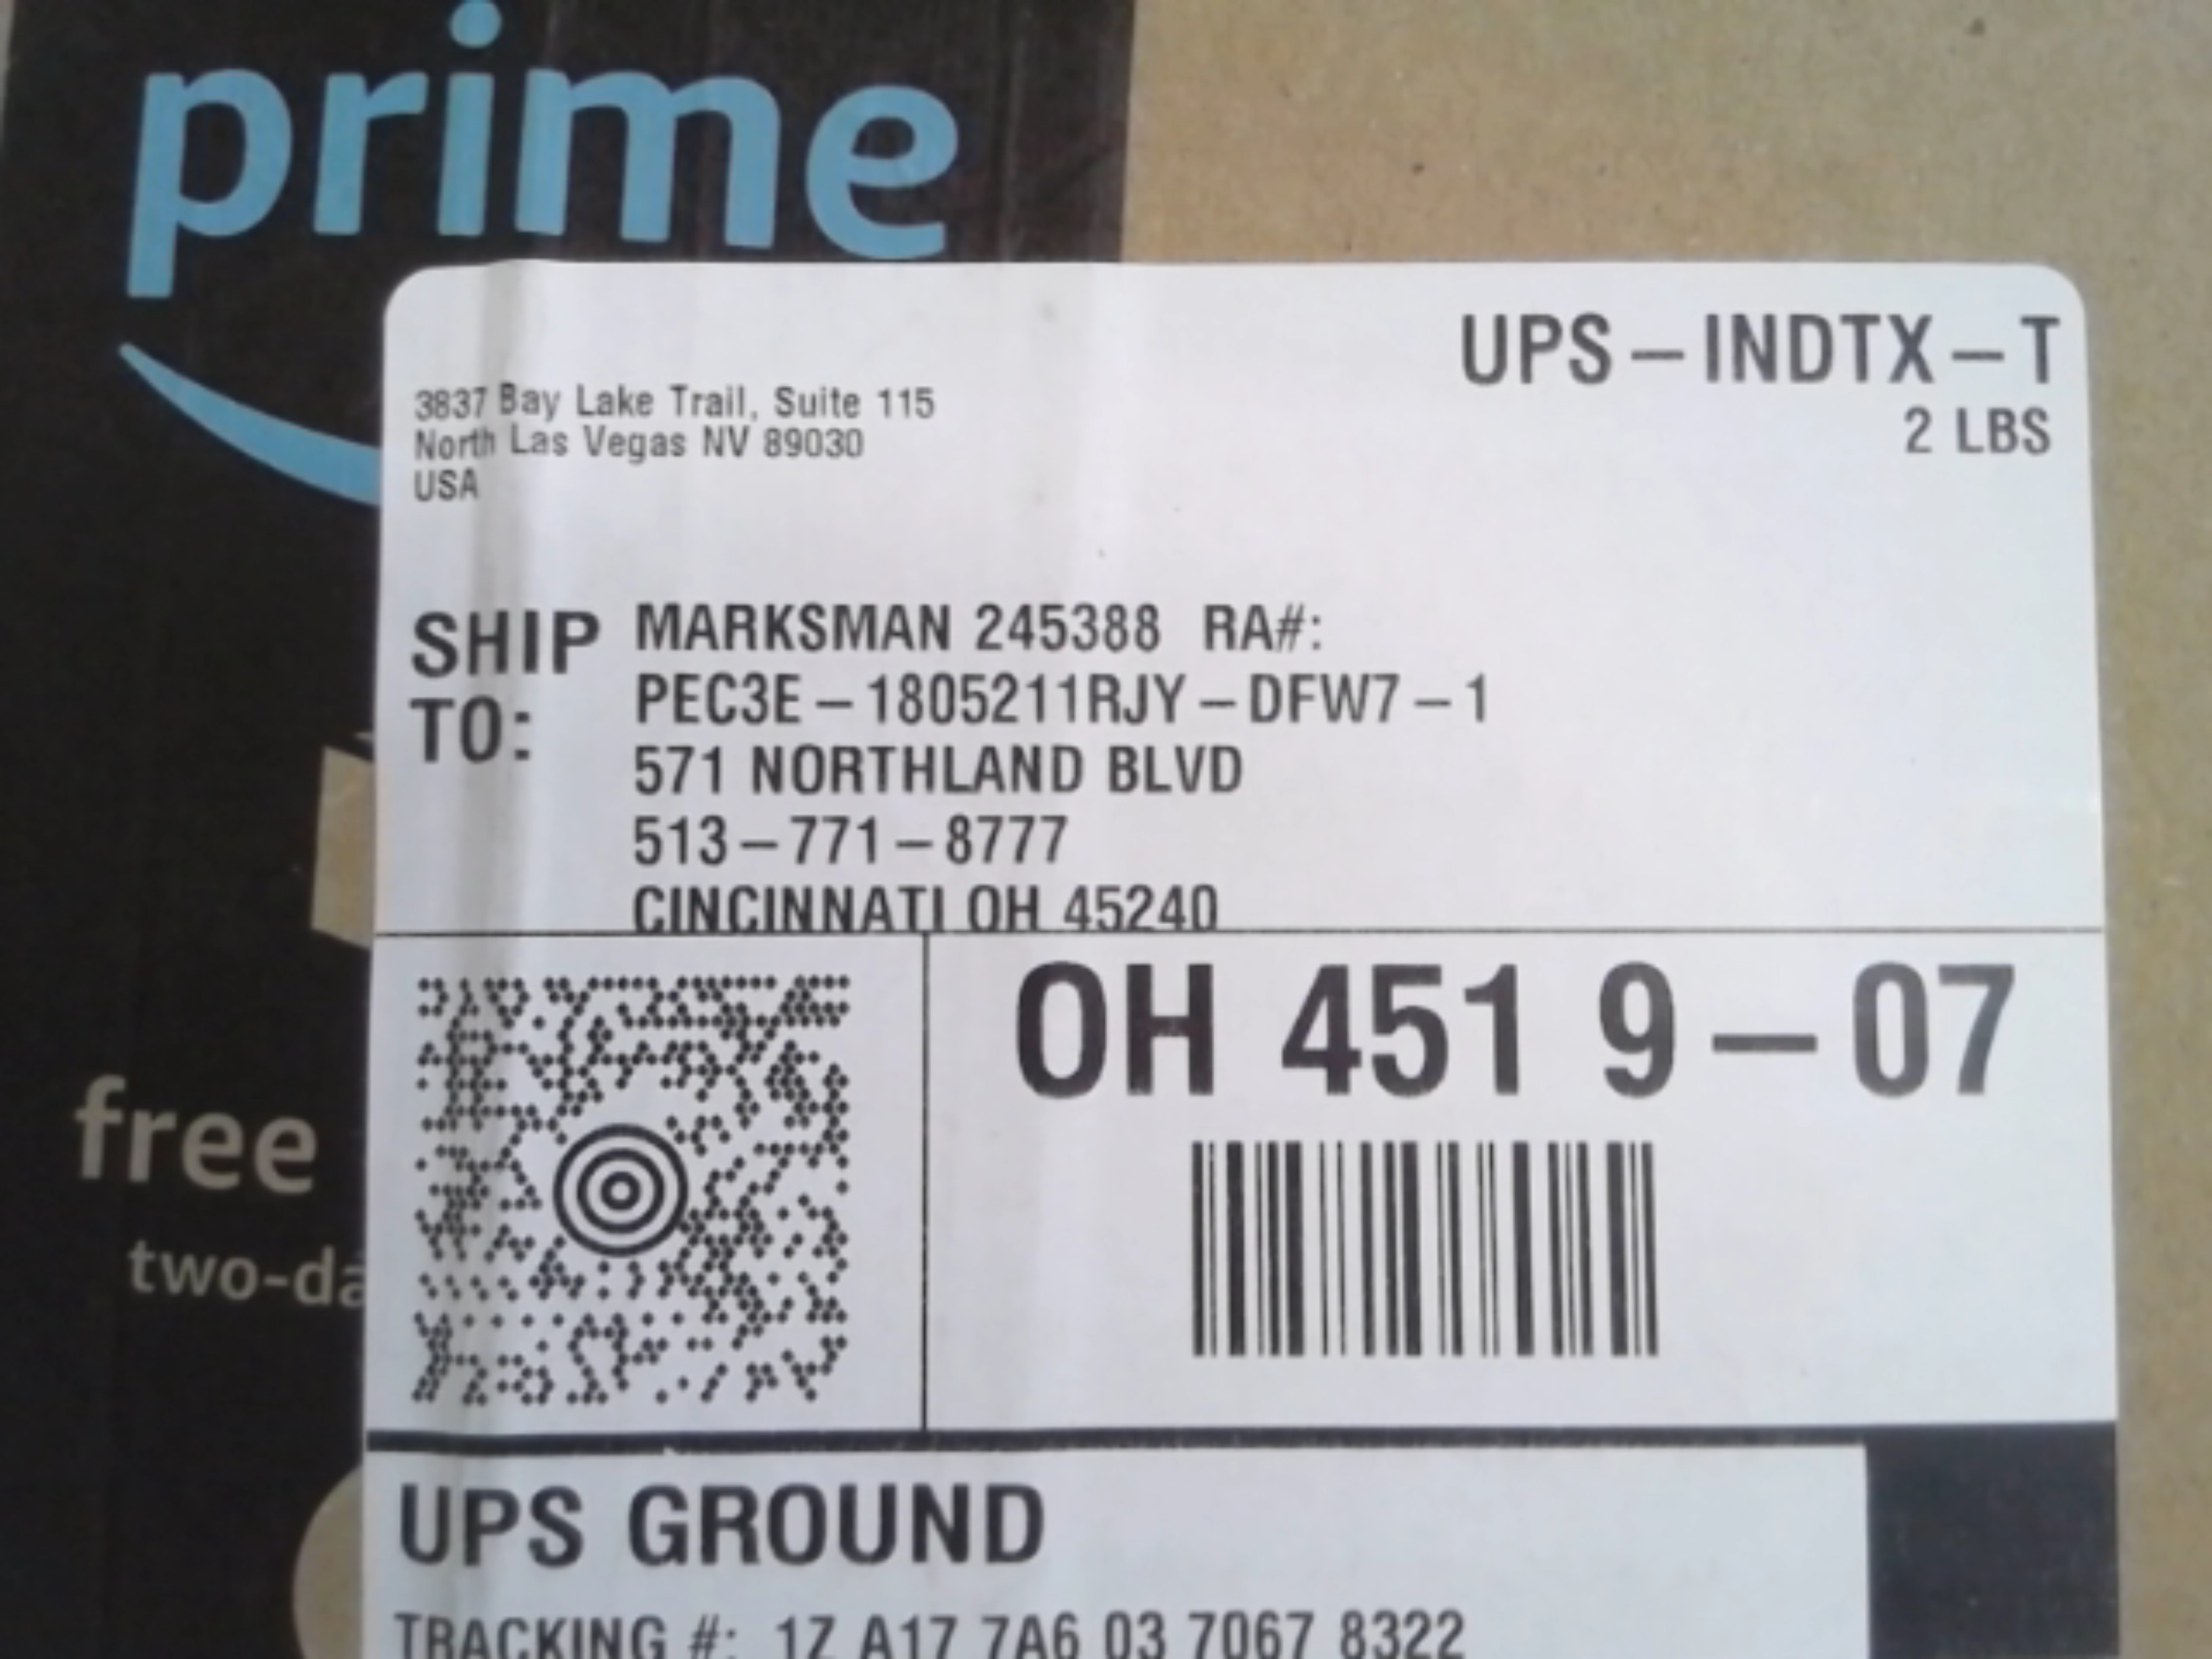 prime
UPS – INDTX – T
2 LBS
3837 Bay Lake Trail, Suite 115
North Las Vegas NV 89030
USA
SHIP TO:
MARKSMAN 245388 RA#:
PEC3E – 1805211RJY – DFW7 – 1
571 NORTHLAND BLVD
513 – 771 – 8777
CINCINNATI OH 45240
OH 451 9 – 07
free
two-da
UPS GROUND
TRACKING #: 1Z A17 7A6 03 7067 8322